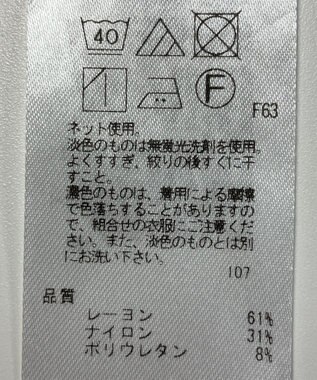 40
F
F63
ネット使用。
淡色のものは無蛍光洗剤を使用。
よくすすぎ、絞りの後すぐに干
すこと。
濃色のものは、着用による摩擦
で色落ちすることがありますの
で、組合せの衣服にご注意くだ
さい。また、淡色のものとは別
にお洗い下さい。
107
品質
レーヨン 61%
ナイロン 31%
ポリウレタン 8%